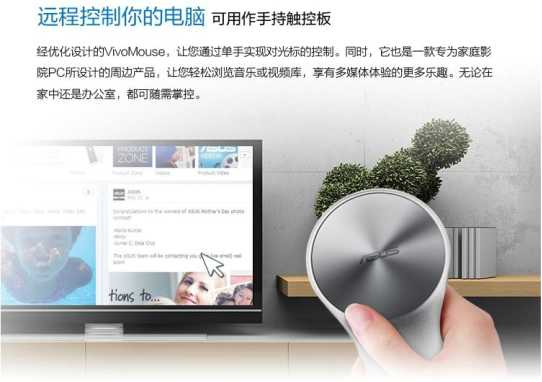 远程控制你的电脑 可用作手持触控板
经优化设计的VivoMouse，让您通过单手实现对光标的控制。同时，它也是一款专为家庭影
院PC所设计的周边产品，让您轻松浏览音乐或视频库，享有多媒体体验的更多乐趣。无论在
家中还是办公室，都可随需掌控。
PRODUCT
ZONE
ASUS
VIDEOS
Product Zone
Videos
Product Video
ASUS
Congratulations to the winners of ASUS Mother's Day photo
contest!
The ASUS team will be contacting you
email) real
soon!
tions to...
ASUS